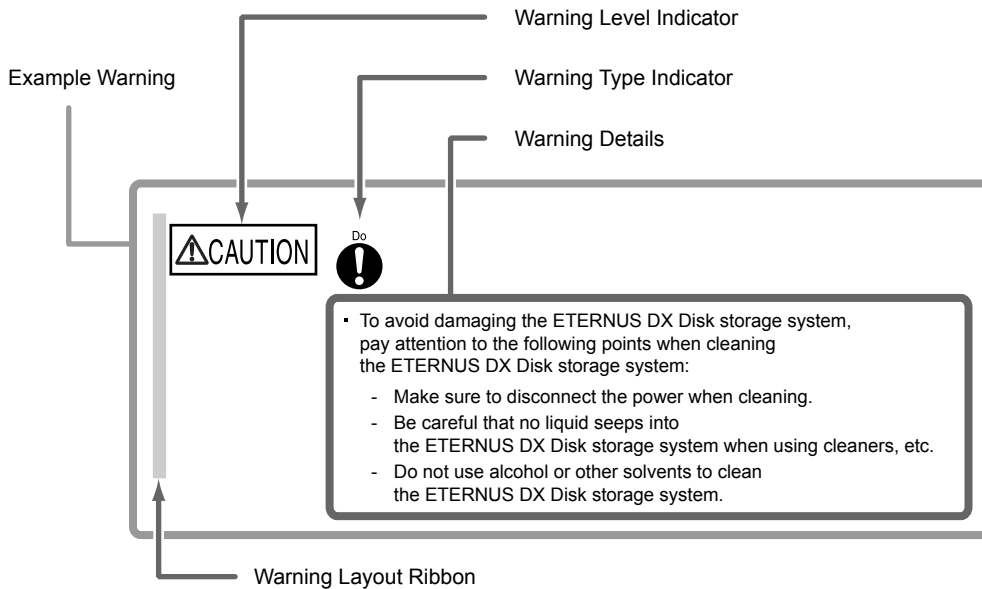 Warning Level Indicator
Example Warning
Warning Type Indicator
Warning Details
CAUTION
Do
▪ To avoid damaging the ETERNUS DX Disk storage system,
pay attention to the following points when cleaning
the ETERNUS DX Disk storage system:
- Make sure to disconnect the power when cleaning.
- Be careful that no liquid seeps into
the ETERNUS DX Disk storage system when using cleaners, etc.
- Do not use alcohol or other solvents to clean
the ETERNUS DX Disk storage system.
Warning Layout Ribbon